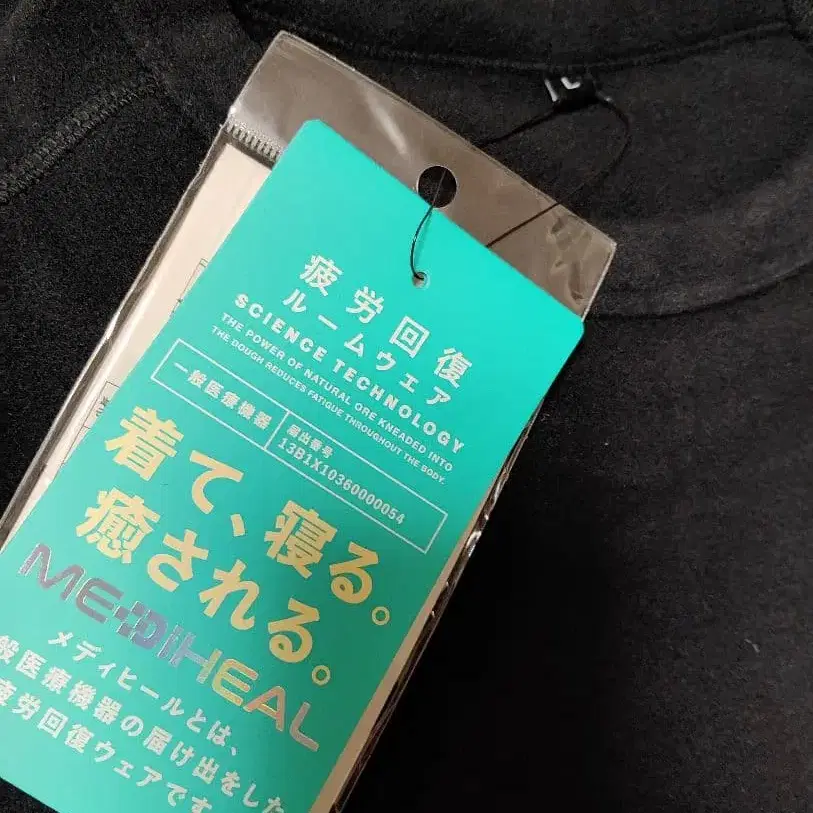 疲労回復
ルームウェア
SCIENCE TECHNOLOGY
THE POWER OF NATURAL ORE KNEADED INTO
THE DOUGH REDUCES FATIGUE THROUGHOUT THE BODY.
一般医療機器
届出番号
13B1X10360000054
着て、寝る。
癒される。
MEDiHEAL
メディヒールとは、
般医療機器の届け出をした
疲労回復ウェアです